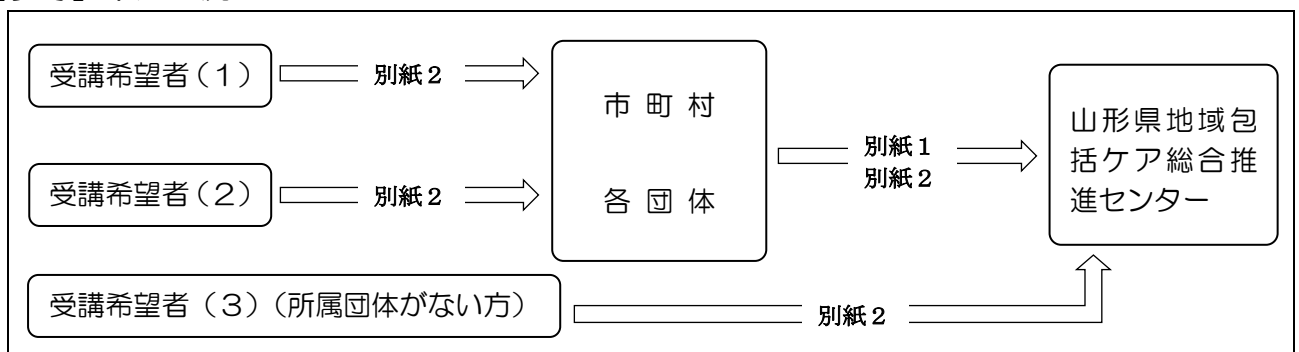 受講希望者(1)
別紙2
市町村
各団体
別紙1
別紙2
山形県地域包
括ケア総合推
進センター
受講希望者(2)
別紙2
受講希望者(3)(所属団体がない方)
別紙2